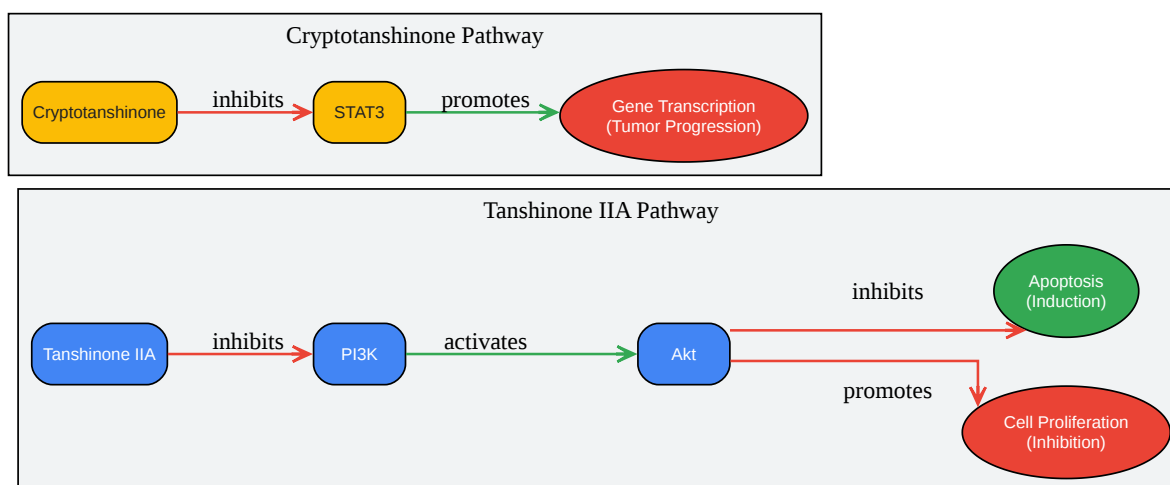 Cryptotanshinone Pathway
Cryptotanshinone
inhibits
STAT3
promotes
Gene Transcription
(Tumor Progression)
Tanshinone IIA Pathway
Tanshinone IIA
inhibits
PI3K
activates
Akt
inhibits
Apoptosis
(Induction)
promotes
Cell Proliferation
(Inhibition)